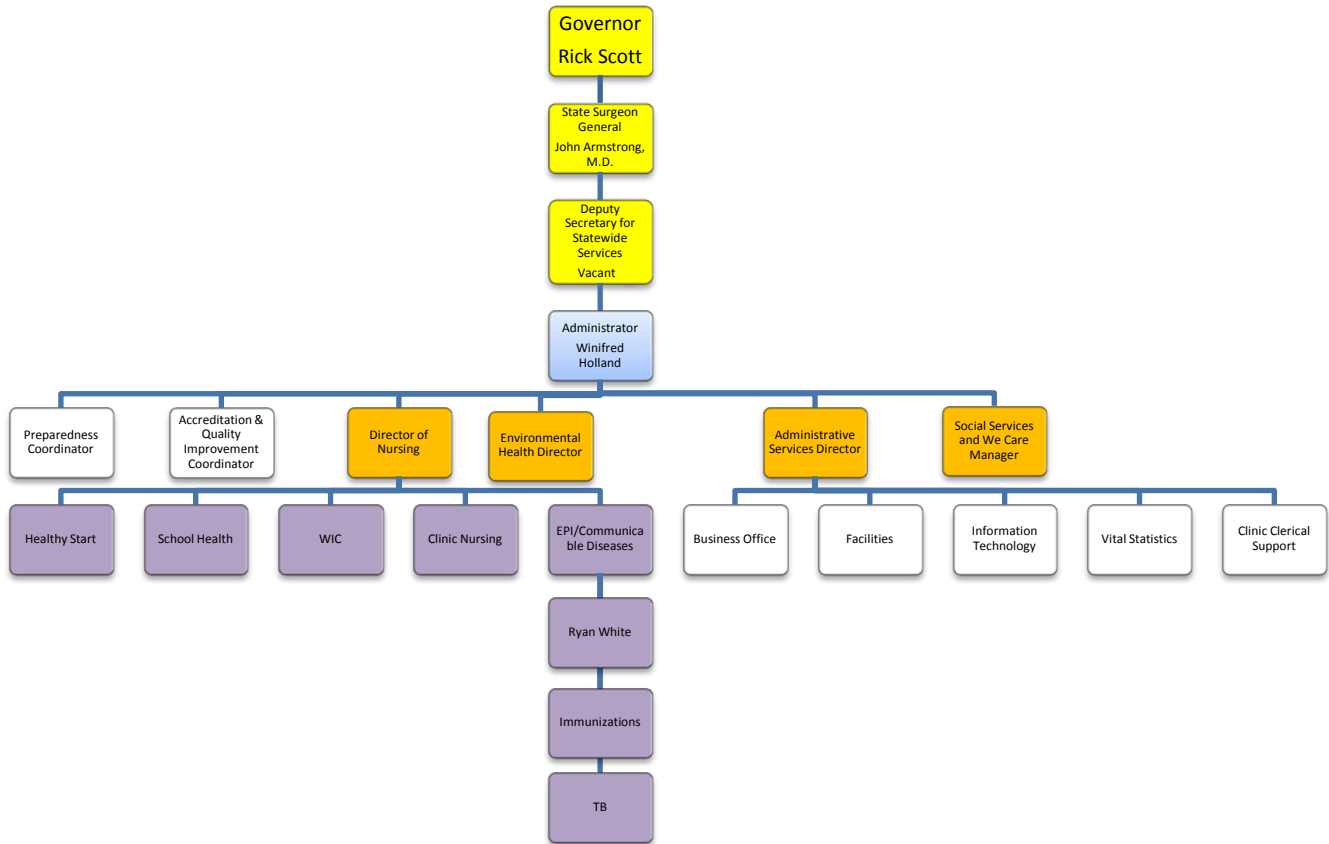 Governor
Rick Scott
State Surgeon
General
John Armstrong,
M.D.
Deputy
Secretary for
Statewide
Services
Vacant
Administrator
Winifred
Holland
Preparedness
Coordinator
Accreditation &
Quality
Improvement
Coordinator
Director of
Nursing
Environmental
Health Director
Administrative
Services Director
Social Services
and We Care
Manager
Healthy Start
School Health
WIC
Clinic Nursing
EPI/Communica
ble Diseases
Business Office
Facilities
Information
Technology
Vital Statistics
Clinic Clerical
Support
Ryan White
Immunizations
TB